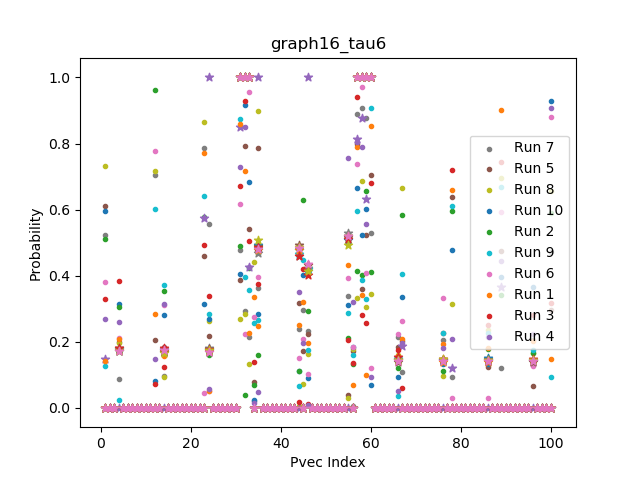 graph16_tau6
1.0
0.8
0.6
0.4
0.2
0.0
Probability
0
20
40
60
80
100
Pvec Index
Run 7
Run 5
Run 8
Run 10
Run 2
Run 9
Run 6
Run 1
Run 3
Run 4